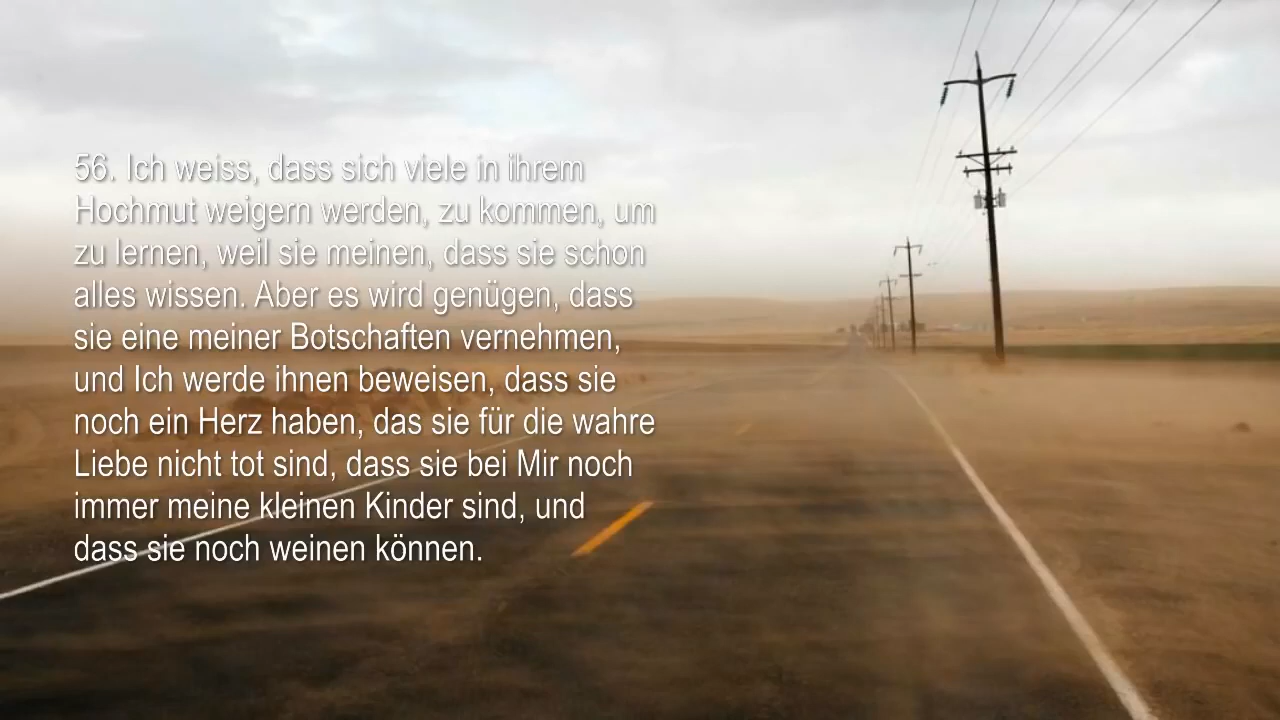 56. Ich weiss, dass sich viele in ihrem
Hochmut weigern werden, zu kommen, um
zu lernen, weil sie meinen, dass sie schon
alles wissen. Aber es wird genügen, dass
sie eine meiner Botschaften vernehmen,
und Ich werde ihnen beweisen, dass sie
noch ein Herz haben, das sie für die wahre
Liebe nicht tot sind, dass sie bei Mir noch
immer meine kleinen Kinder sind, und
dass sie noch weinen können.